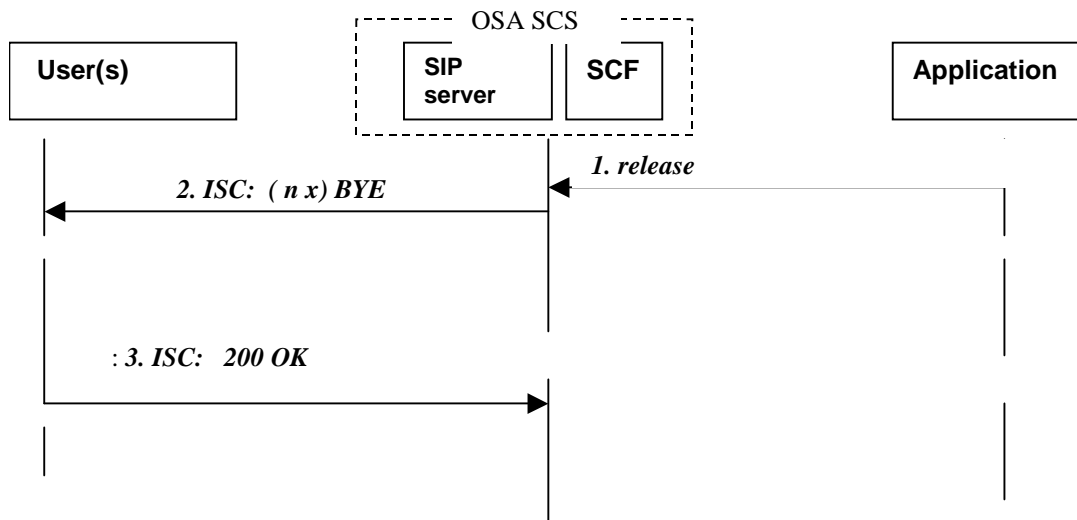 OSA SCS
User(s)
SIP
server
SCF
Application
1. release
2. ISC: ( n x) BYE
: 3. ISC: 200 OK